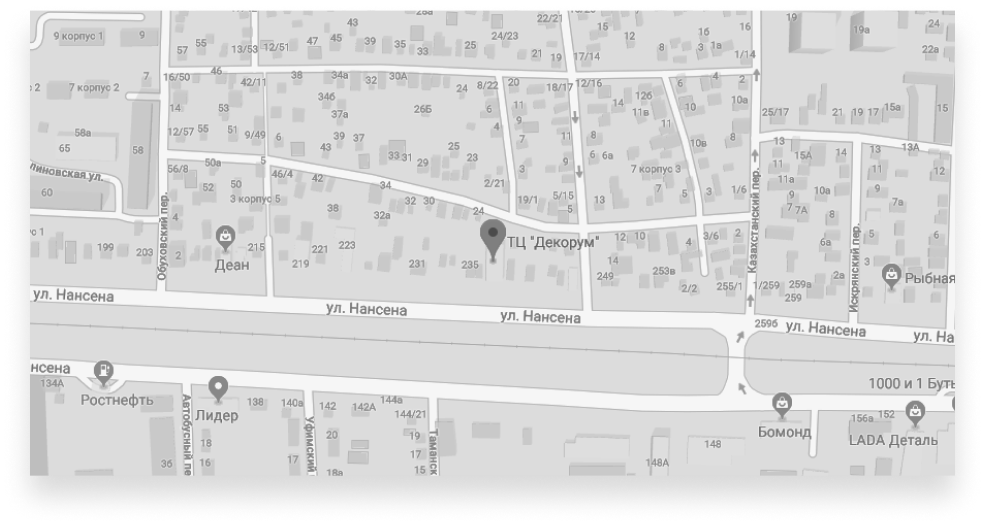 9 корпус 1
9
43
25а
22/21
15
16
16
19
19а
24
57
55
13/53
12/51
47
45
39
35
33
25
24/23
21
19
17/14
12
8
3
1а
1/14
22а
2
7 корпус 2
7
16/50
46
42/11
38
34а
32
30А
24
8/22
20
18/17
12/16
6
4
2
14
53
34б
37а
26Б
6
11
9
14
12б
11в
10
10а
25/17
21
19
17
15а
15
58а
65
58
12/57
55
51
9/49
6
39
37
43
33
31
29
25
23
4
7
3
11
8
6
6а
11
10в
8
13
15А
13
13А
линовская ул.
60
56/8
50а
5
46/4
42
34
2/21
7 корпус 3
11
11а
10а
11
12
52
50
3 корпус 5
38
32а
32
30
24
19/1
5/15
5
13
7
5
3
1/6
9
7
7А
8
9
7а
Обуховский пер.
Казахстанский пер.
Искрянский пер.
ус 1
199
203
4
2
Деан
215
219
221
223
231
235
ТЦ "Декорум"
12
10
14
249
253в
4
3/6
2/2
255/1
1/259
259а
259
6а
2а
5
3
2
6
Рыбная
ул. Нансена
ул. Нансена
ул. Нансена
259б
ул. Нансена
ул. На
нсена
134А
Ростнефть
Лидер
138
140а
142
142А
144а
144/21
1000 и 1 Буть
Бомонд
156а
152
LADA Деталь
Автобусный пе
Уфимский
Таманск
18
16
36
17
20
18а
19
17
15
148А
148